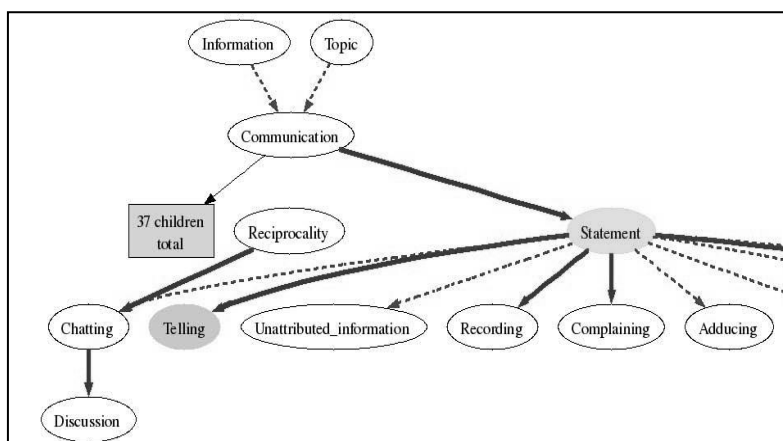 Information
Topic
Communication
37 children
total
Reciprocality
Statement
Chatting
Telling
Unattributed_information
Recording
Complaining
Adducing
Discussion